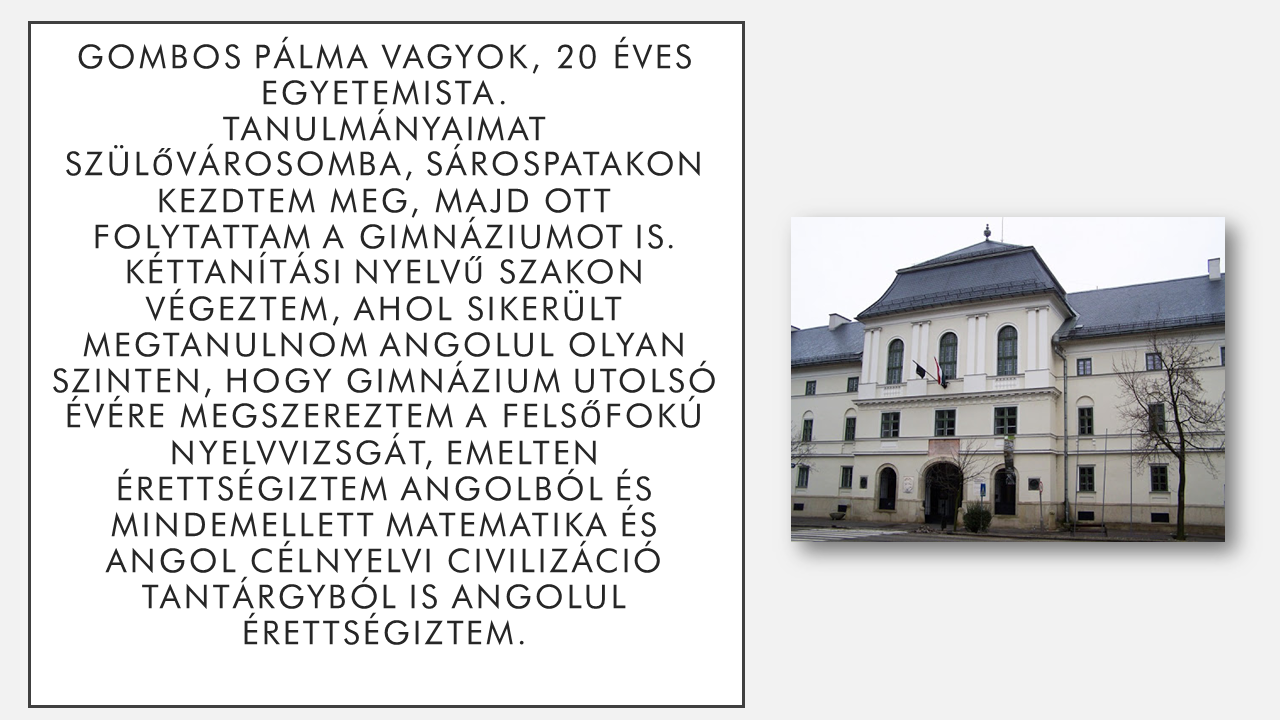 GOMBOS PÁLMA VAGYOK, 20 ÉVES
EGYETEMISTA.
TANULMÁNYAIMAT
SZÜLŐVÁROSOMBA, SÁROSPATAKON
KEZDTEM MEG, MAJD OTT
FOLYTATTAM A GIMNÁZIUMOT IS.
KÉTTANÍTÁSI NYELVŰ SZAKON
VÉGEZTEM, AHOL SIKERÜLT
MEGTANULNOM ANGOLUL OLYAN
SZINTEN, HOGY GIMNÁZIUM UTOLSÓ
ÉVÉRE MEGSZEREZTEM A FELSŐFOKÚ
NYELVVIZSGÁT, EMELTEN
ÉRETTSÉGIZTEM ANGOLBÓL ÉS
MINDEMELLETT MATEMATIKA ÉS
ANGOL CÉLNYELVI CIVILIZÁCIÓ
TANTÁRGYBÓL IS ANGOLUL
ÉRETTSÉGIZTEM.